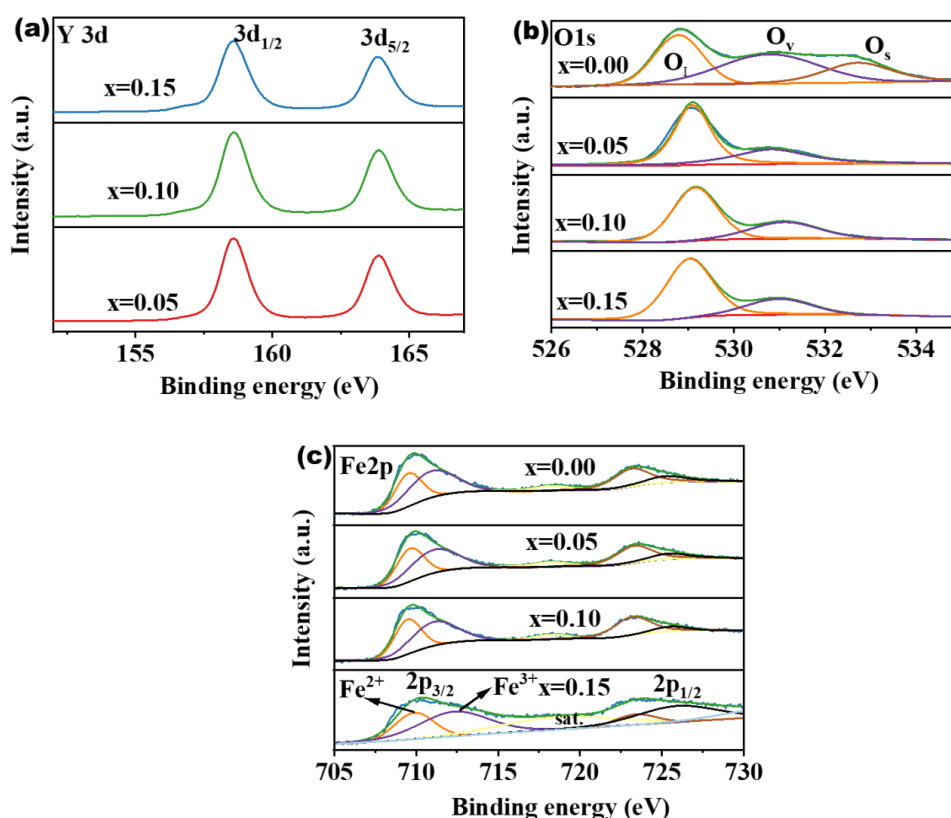 (a)
Y 3d
3d1/2
3d5/2
x=0.15
x=0.10
x=0.05
Intensity (a.u.)
155
160
165
Binding energy (eV)
(b)
O1s
x=0.00
OL
Ov
Os
x=0.05
x=0.10
x=0.15
Intensity (a.u.)
526
528
530
532
534
Binding energy (eV)
(c)
Fe2p
x=0.00
x=0.05
x=0.10
Fe2+
2p3/2
Fe3+
x=0.15
2p1/2
sat.
Intensity (a.u.)
705
710
715
720
725
730
Binding energy (eV)